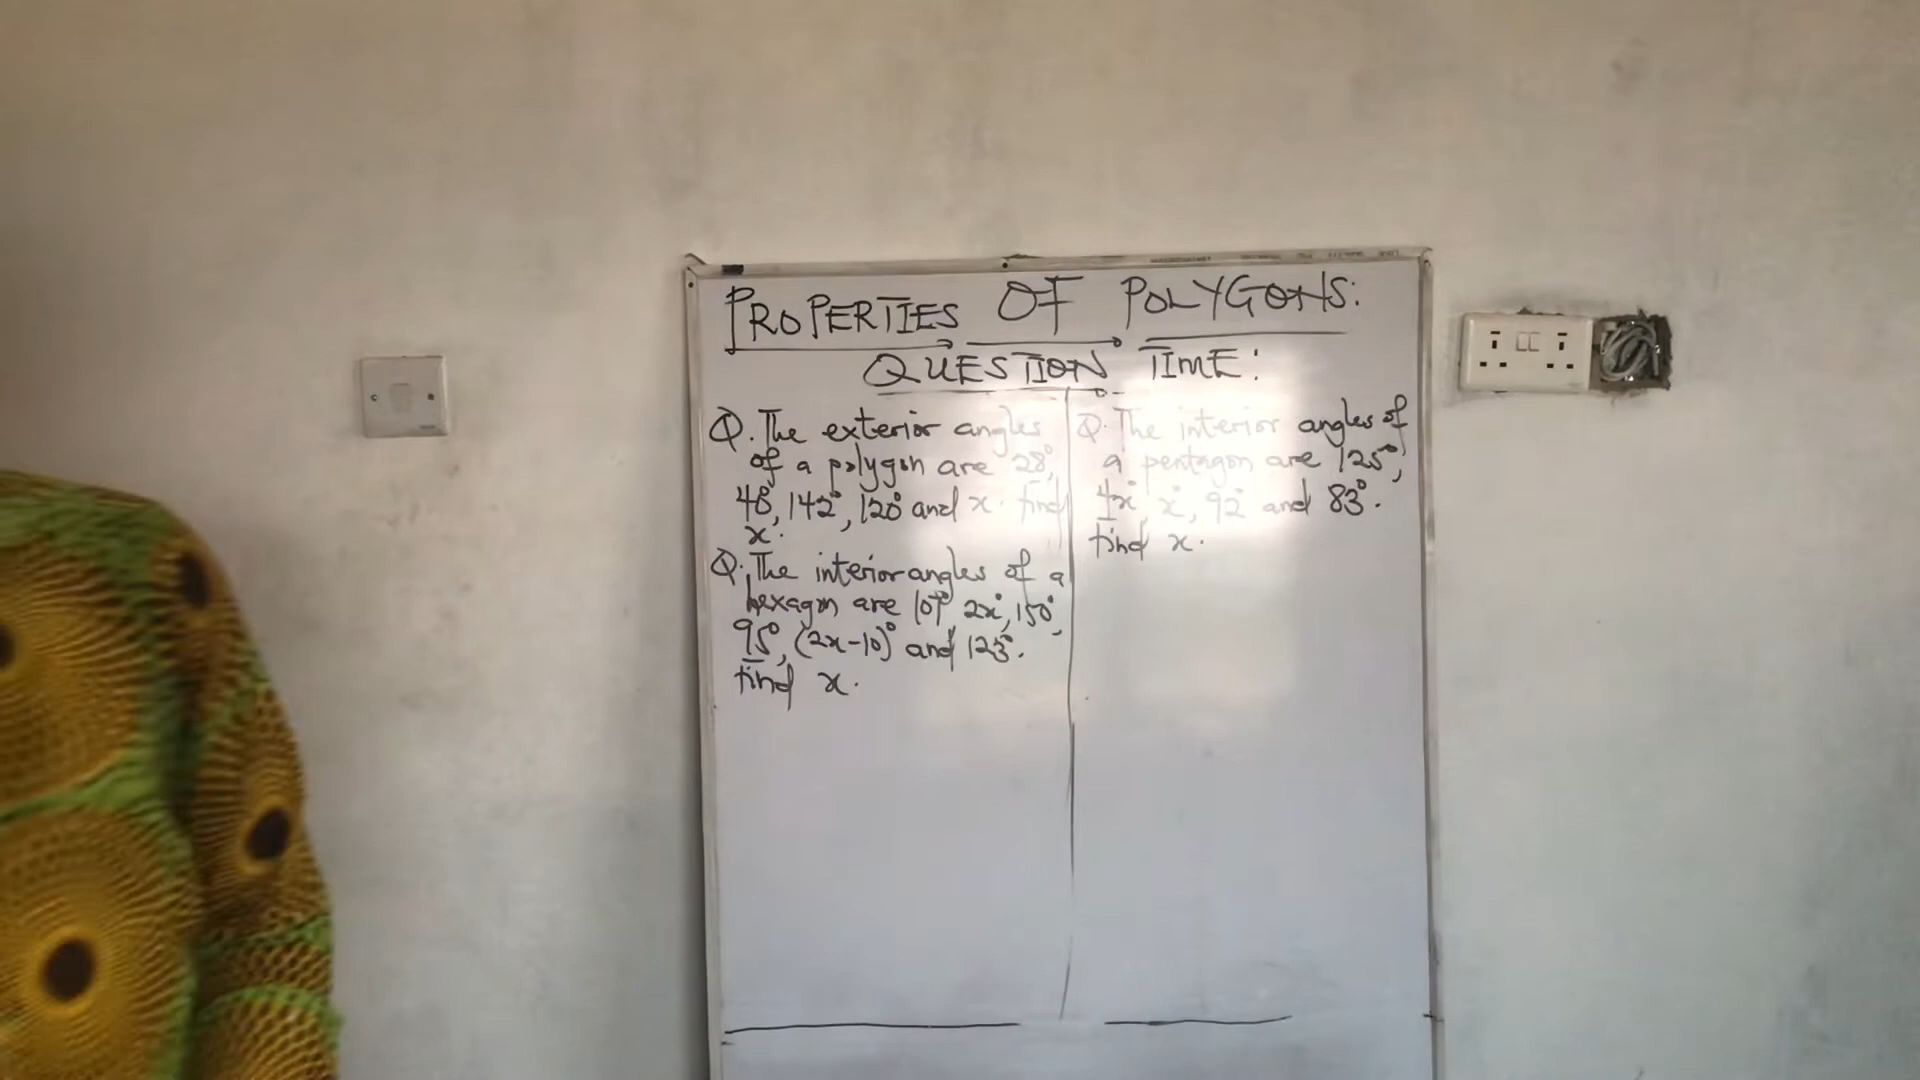 PROPERTIES OF POLYGONS:
QUESTION TIME:
Q. The exterior angles
of a polygon are 28°,
48°, 142°, 120° and x. find
x.
Q. The interior angles of a
hexagon are 107° 2x°, 150°,
95°, (2x-10)° and 123°.
find x.
Q. The interior angles of
a pentagon are 125°,
4x° x°, 92° and 83°.
find x.